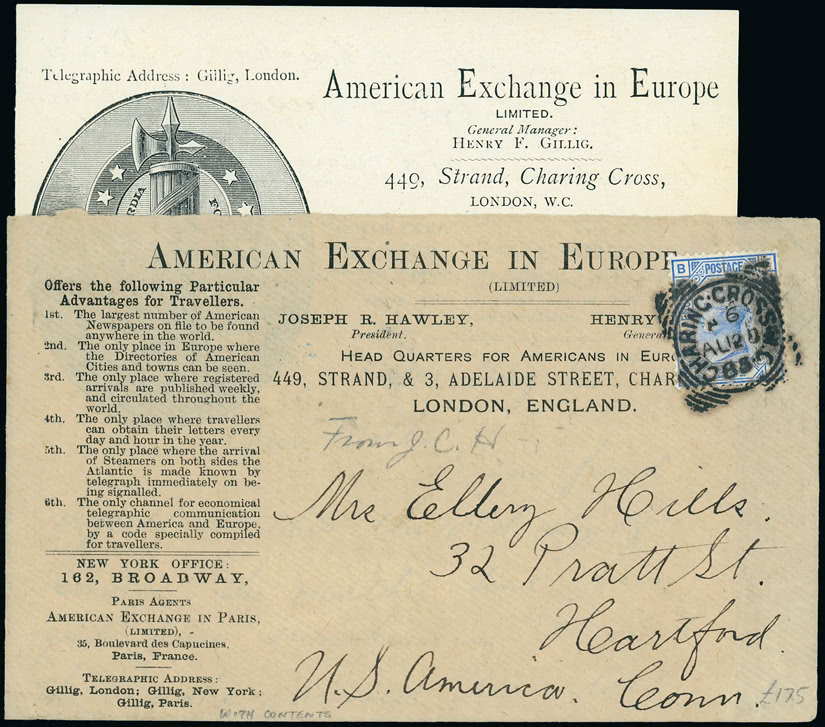 Telegraphic Address: Gillig, London.
American Exchange in Europe
LIMITED.
General Manager:
HENRY F. GILLIG.
449, Strand, Charing Cross,
LONDON, W.C.
AMERICAN EXCHANGE IN EUROPE
(LIMITED)
Offers the following Particular
Advantages for Travellers.
1st. The largest number of American
Newspapers on file to be found
anywhere in the world.
2nd. The only place in Europe where
the Directories of American
Cities and towns can be seen.
3rd. The only place where registered
arrivals are published weekly,
and circulated throughout the
world.
4th. The only place where travellers
can obtain their letters every
day and hour in the year.
5th. The only place where the arrival
of Steamers on both sides the
Atlantic is made known by
telegraph immediately on be-
ing signalled.
6th. The only channel for economical
telegraphic communication
between America and Europe,
by a code specially compiled
for travellers.
NEW YORK OFFICE:
162, BROADWAY,
PARIS AGENTS
AMERICAN EXCHANGE IN PARIS,
(LIMITED),
35, Boulevard des Capucines,
Paris, France.
TELEGRAPHIC ADDRESS:
Gillig, London; Gillig, New York;
Gillig, Paris.
JOSEPH R. HAWLEY,
President.
HENRY
Genera
HEAD QUARTERS FOR AMERICANS IN EUR
449, STRAND, & 3, ADELAIDE STREET, CHAR
LONDON, ENGLAND.
B POSTAGE
CHARING·CROSS
6
AU 12
From J. C. H
Mrs Ellery Hills.
32 Pratt St.
Hartford
U.S. America. Conn.
£175
WITH CONTENTS